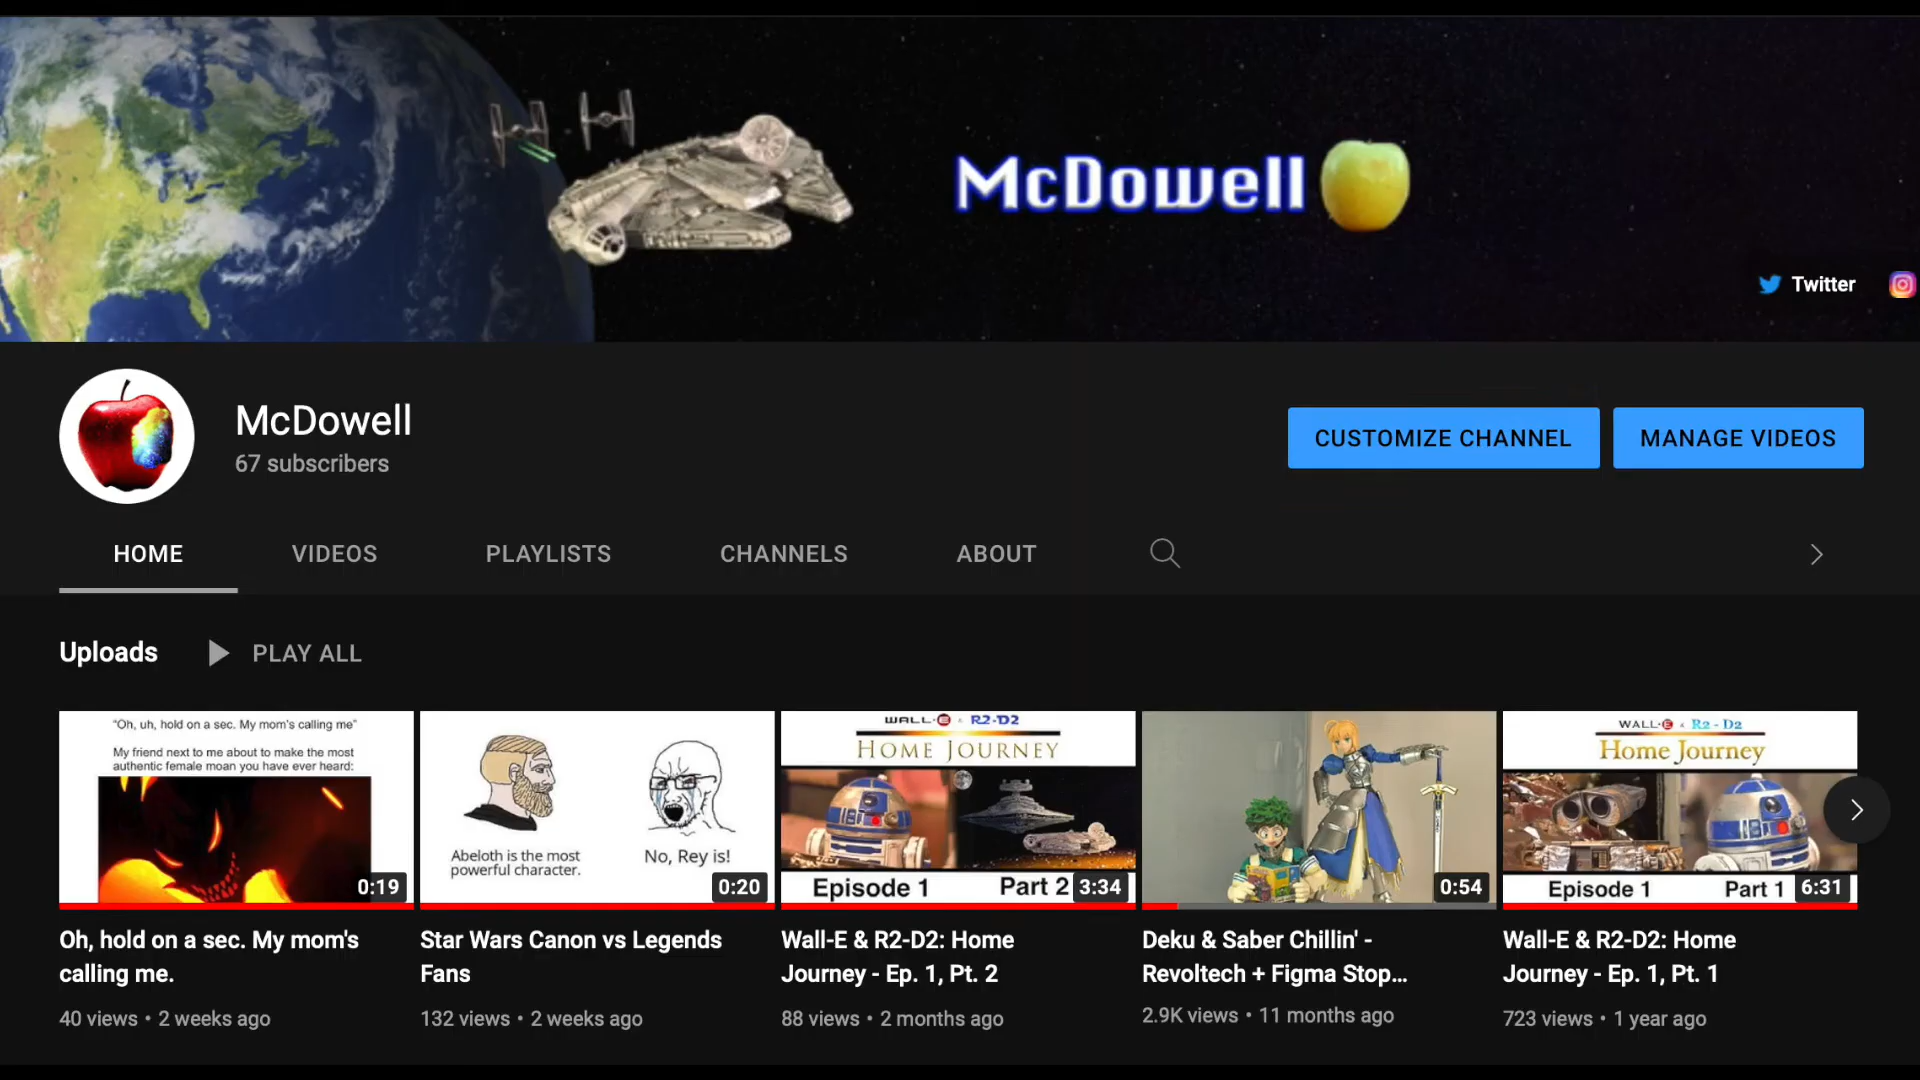 McDowell
Twitter
McDowell
67 subscribers
CUSTOMIZE CHANNEL
MANAGE VIDEOS
HOME
VIDEOS
PLAYLISTS
CHANNELS
ABOUT
Uploads
PLAY ALL
"Oh, uh, hold on a sec. My mom's calling me"
My friend next to me about to make the most
authentic female moan you have ever heard:
0:19
Oh, hold on a sec. My mom's
calling me.
40 views • 2 weeks ago
Abeloth is the most
powerful character.
No, Rey is!
0:20
Star Wars Canon vs Legends
Fans
132 views • 2 weeks ago
WALL·E & R2-D2
HOME JOURNEY
Episode 1
Part 2
3:34
Wall-E & R2-D2: Home
Journey - Ep. 1, Pt. 2
88 views • 2 months ago
0:54
Deku & Saber Chillin' -
Revoltech + Figma Stop...
2.9K views • 11 months ago
WALL·E & R2-D2
Home Journey
Episode 1
Part 1
6:31
Wall-E & R2-D2: Home
Journey - Ep. 1, Pt. 1
723 views • 1 year ago